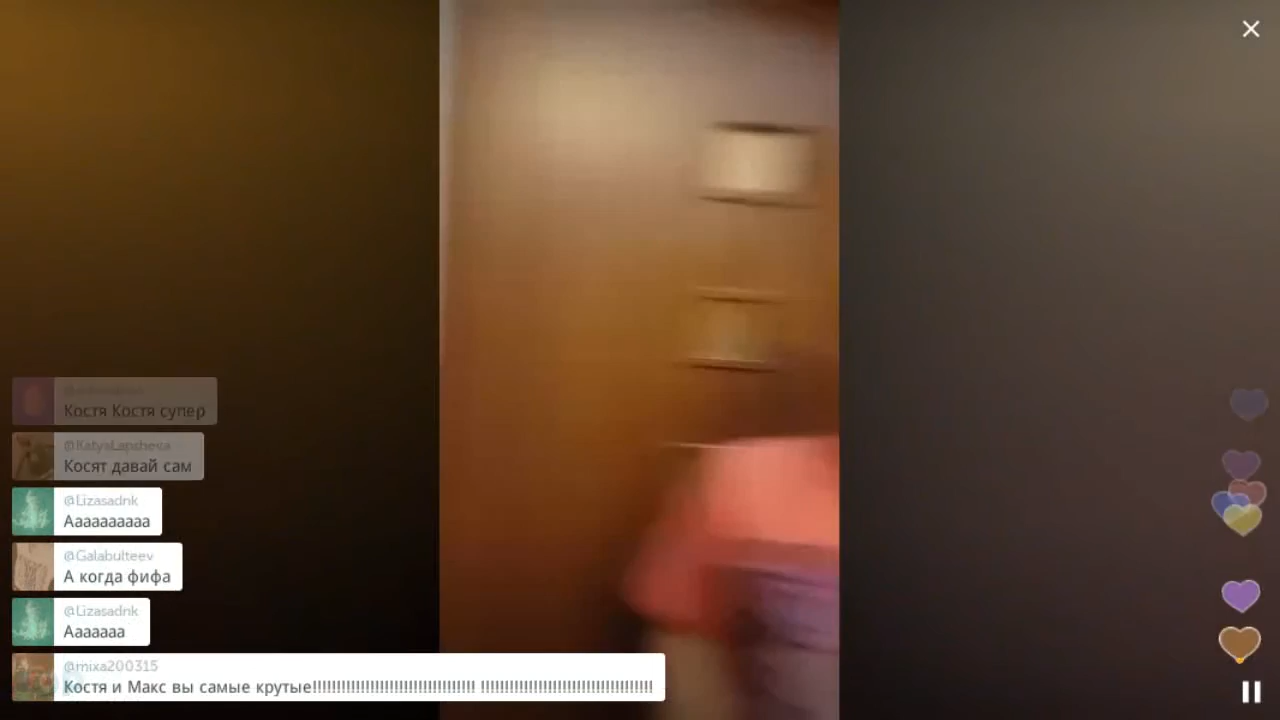 Костя Костя супер
@KatyaLapsheva
Косят давай сам
@Lizasadnk
Аааааааааа
@Galabulteev
А когда фифа
@Lizasadnk
Ааааааа
@mixa200315
Костя и Макс вы самые крутые!!!!!!!!!!!!!!!!!!!!!!!!!!!!!!!!!! !!!!!!!!!!!!!!!!!!!!!!!!!!!!!!!!!!!!